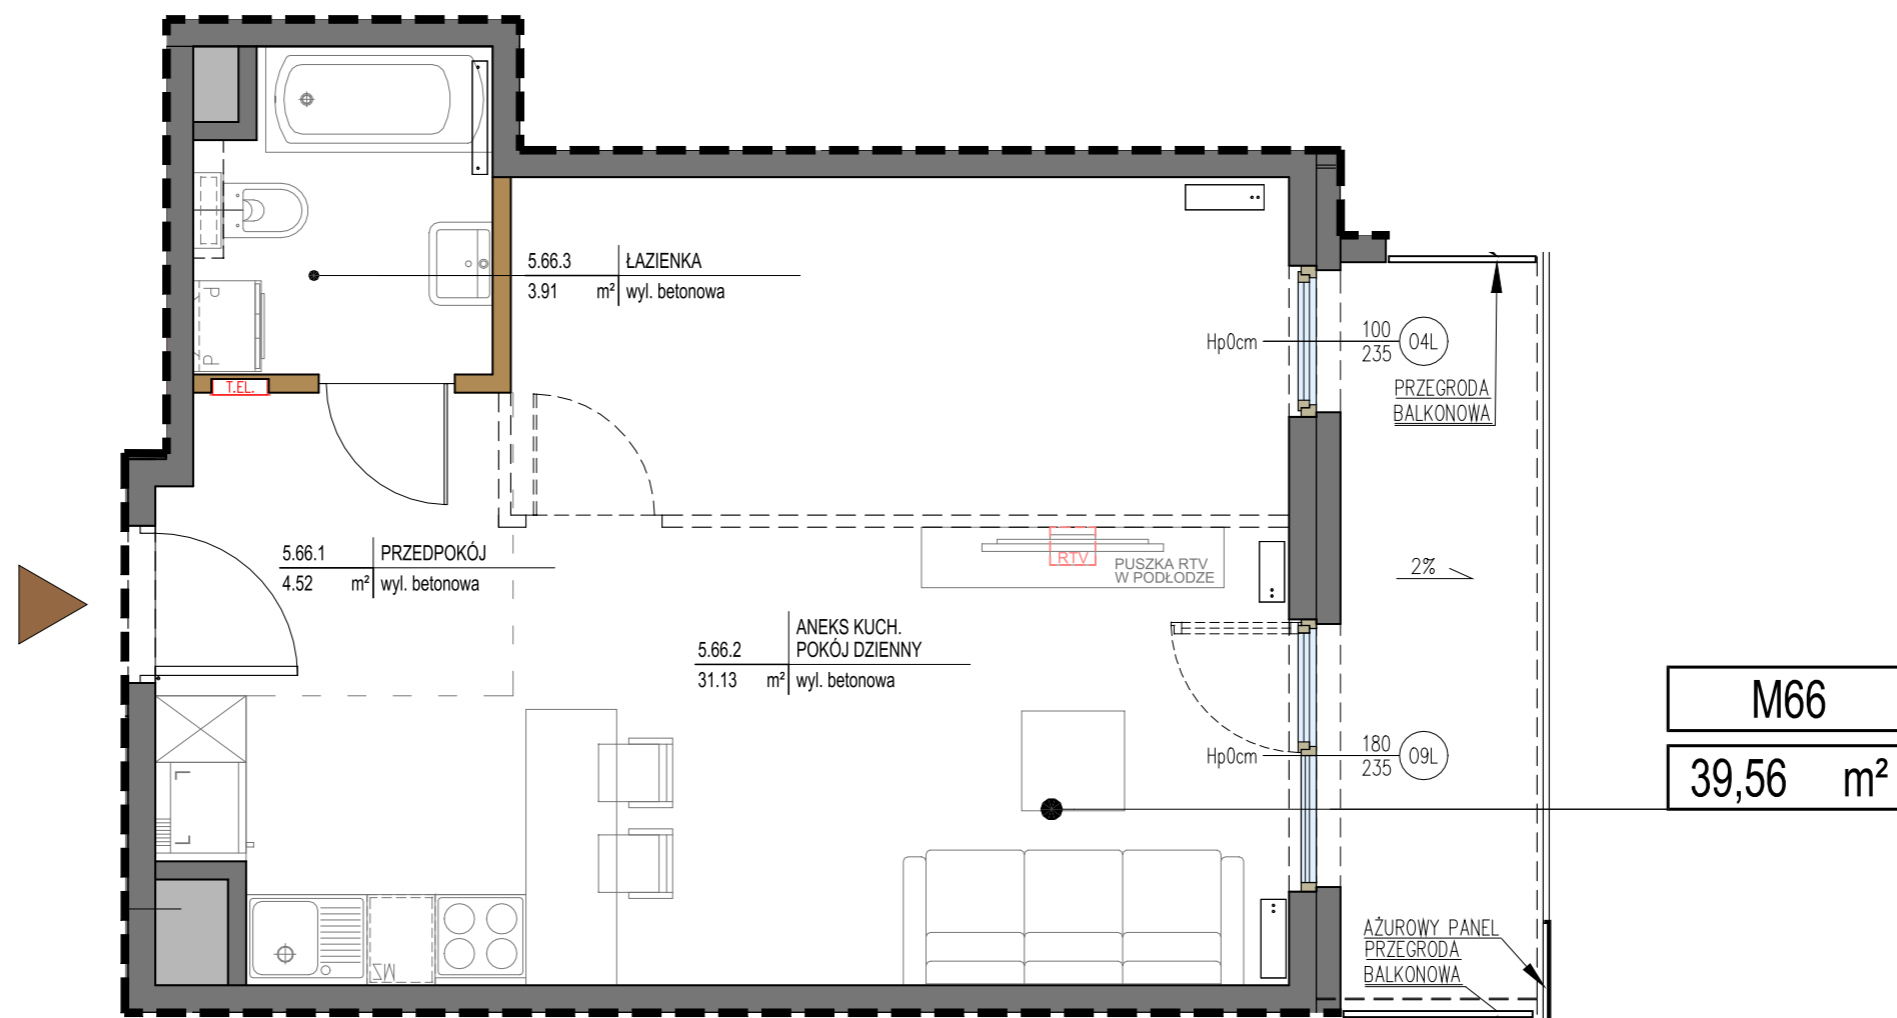 5.66.3 ŁAZIENKA
3.91 m² wyl. betonowa
T.EL.
P
P
Hp0cm
100
235
04L
PRZEGRODA
BALKONOWA
5.66.1 PRZEDPOKÓJ
4.52 m² wyl. betonowa
RTV
PUSZKA RTV
W PODŁODZE
2%
5.66.2 ANEKS KUCH.
POKÓJ DZIENNY
31.13 m² wyl. betonowa
Hp0cm
180
235
09L
M66
39,56 m²
AŻUROWY PANEL
PRZEGRODA
BALKONOWA
ZM